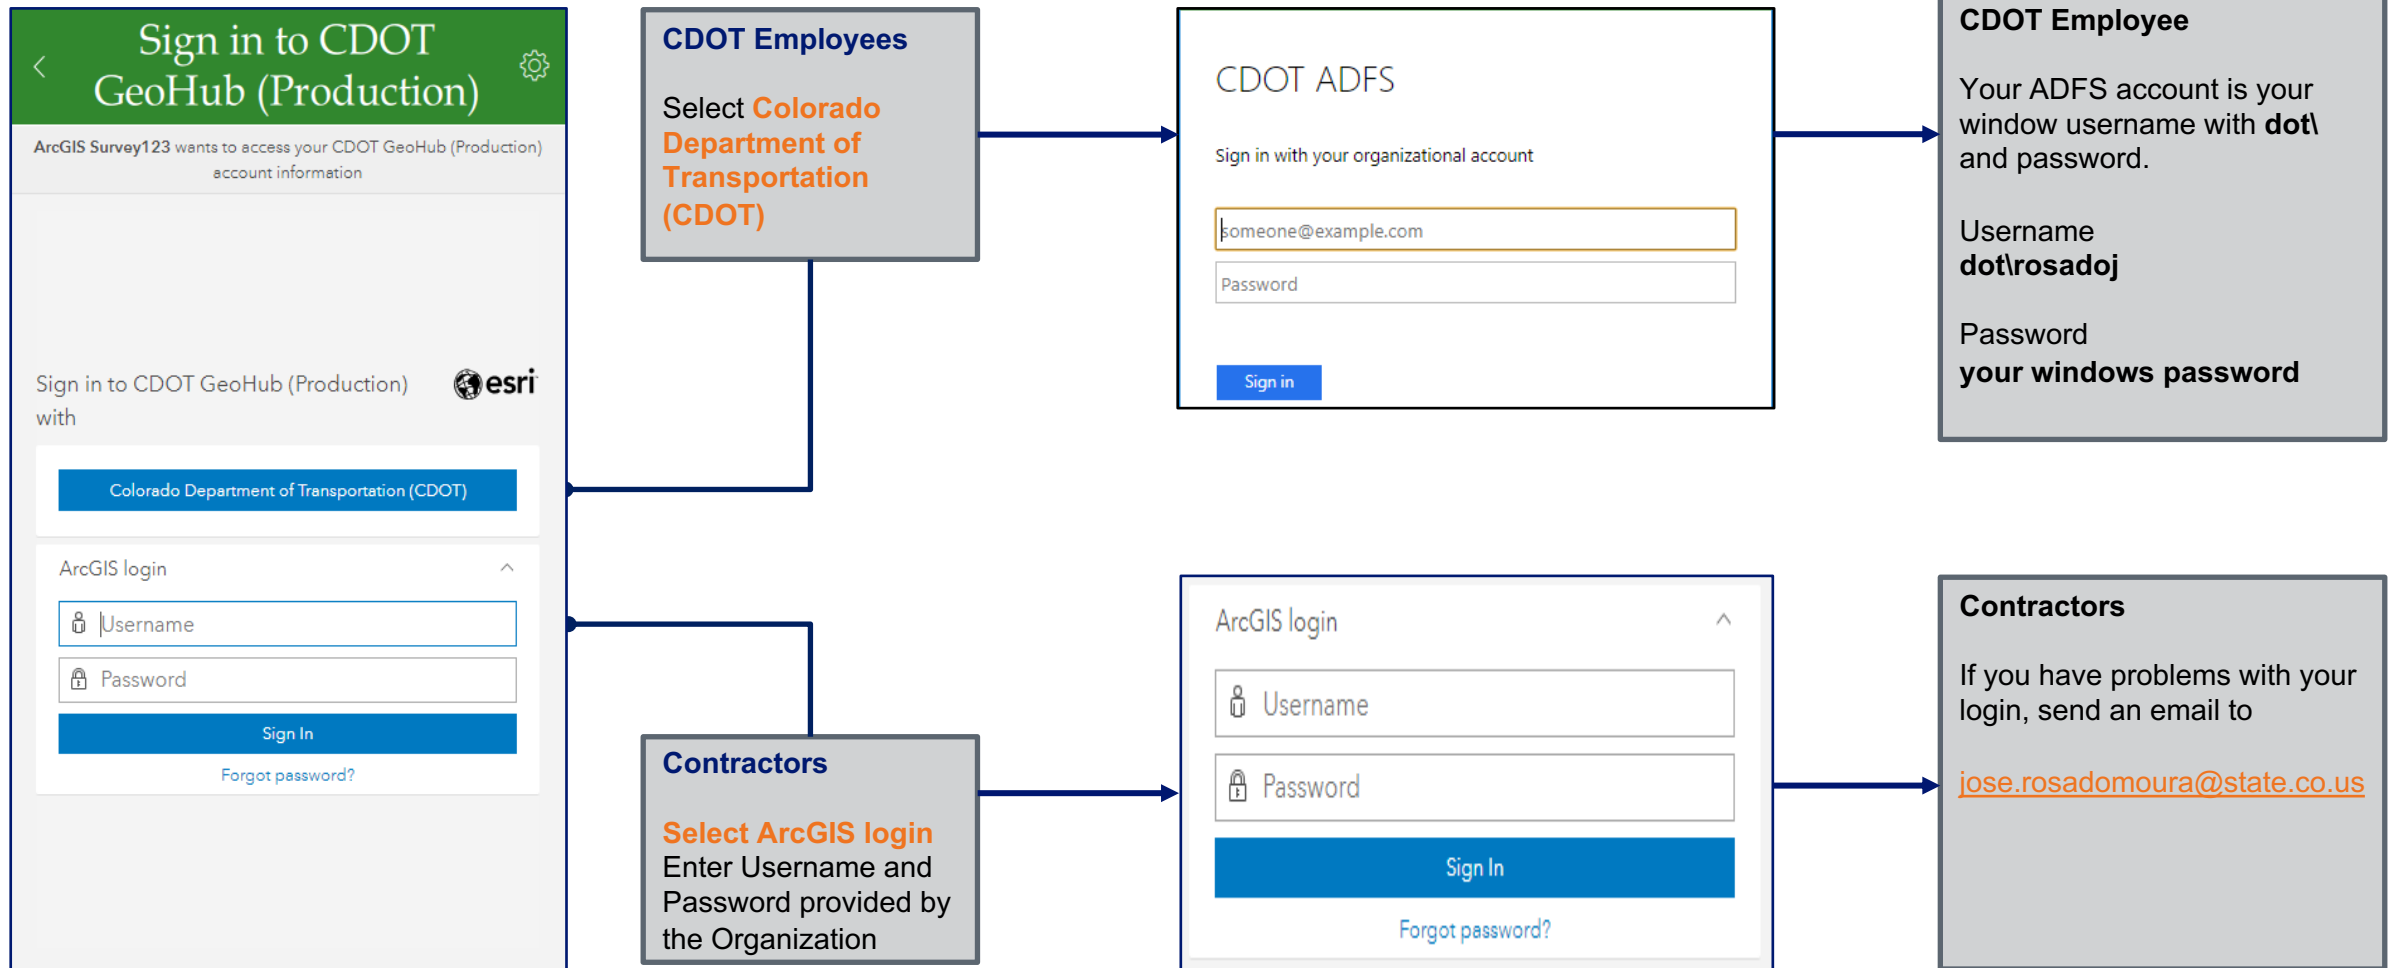 Sign in to CDOT
GeoHub (Production)
ArcGIS Survey123 wants to access your CDOT GeoHub (Production)
account information
Sign in to CDOT GeoHub (Production)
with
esri
Colorado Department of Transportation (CDOT)
ArcGIS login
Username
Password
Sign In
Forgot password?
CDOT Employees
Select Colorado
Department of
Transportation
(CDOT)
CDOT ADFS
Sign in with your organizational account
someone@example.com
Password
Sign in
CDOT Employee
Your ADFS account is your
window username with dot\
and password.
Username
dot\rosadoj
Password
your windows password
Contractors
Select ArcGIS login
Enter Username and
Password provided by
the Organization
ArcGIS login
Username
Password
Sign In
Forgot password?
Contractors
If you have problems with your
login, send an email to
jose.rosadomoura@state.co.us